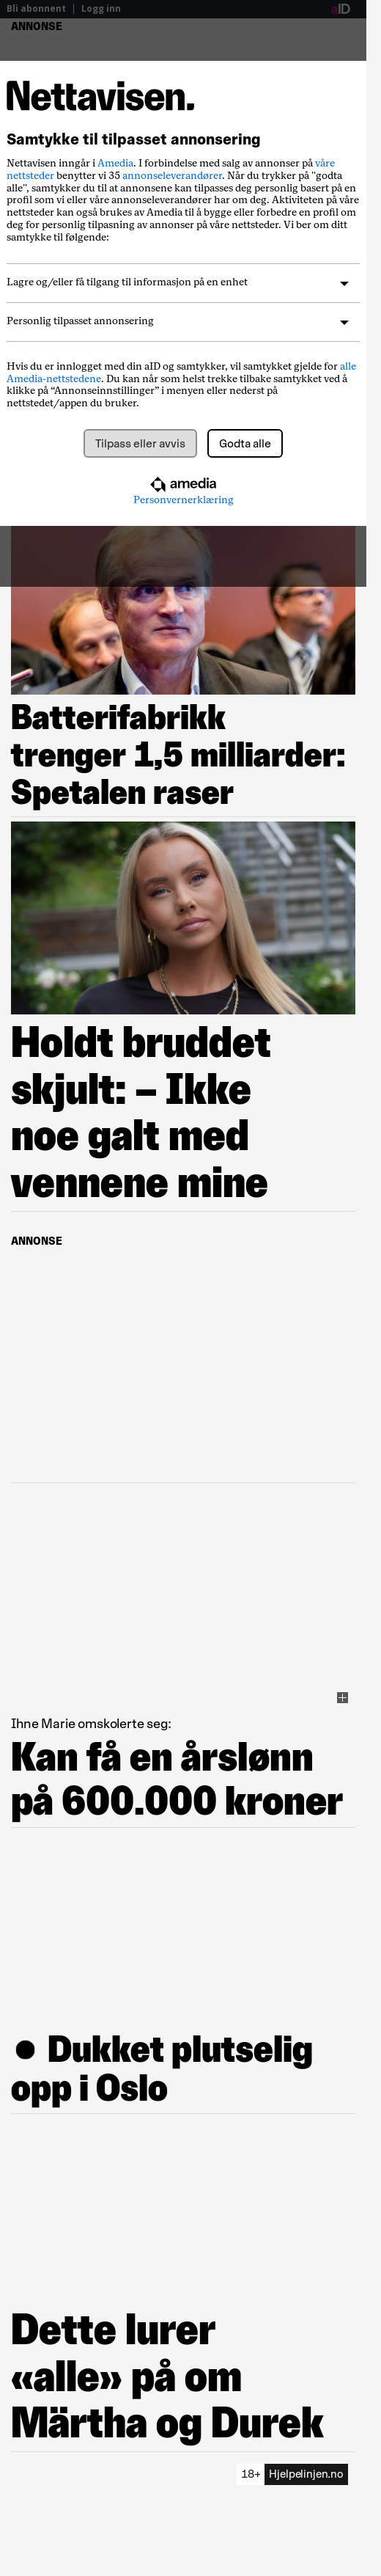 Bli abonnent | Logg inn aID
ANNONSE
Nettavisen.
Samtykke til tilpasset annonsering
Nettavisen inngår i Amedia. I forbindelse med salg av annonser på våre
nettsteder benytter vi 35 annonseleverandører. Når du trykker på "godta
alle", samtykker du til at annonsene kan tilpasses deg personlig basert på en
profil som vi eller våre annonseleverandører har om deg. Aktiviteten på våre
nettsteder kan også brukes av Amedia til å bygge eller forbedre en profil om
deg for personlig tilpasning av annonser på våre nettsteder. Vi ber om ditt
samtykke til følgende:
Lagre og/eller få tilgang til informasjon på en enhet
Personlig tilpasset annonsering
Hvis du er innlogget med din aID og samtykker, vil samtykket gjelde for alle
Amedia-nettstedene. Du kan når som helst trekke tilbake samtykket ved å
klikke på “Annonseinnstillinger” i menyen eller nederst på
nettstedet/appen du bruker.
Tilpass eller avvis Godta alle
amedia
Personvernerklæring
Batterifabrikk
trenger 1,5 milliarder:
Spetalen raser
Holdt bruddet
skjult: – Ikke
noe galt med
vennene mine
ANNONSE
Ihne Marie omskolerte seg:
Kan få en årslønn
på 600.000 kroner
● Dukket plutselig
opp i Oslo
Dette lurer
«alle» på om
Märtha og Durek
18+ Hjelpelinjen.no